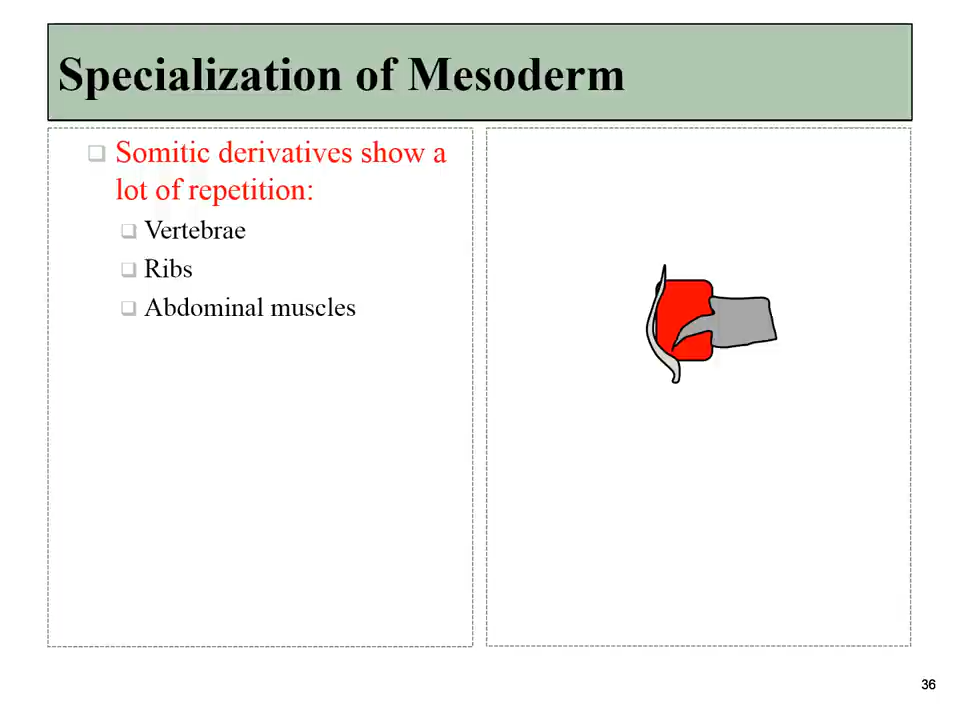 Specialization of Mesoderm
Somitic derivatives show a
lot of repetition:
Vertebrae
Ribs
Abdominal muscles
36